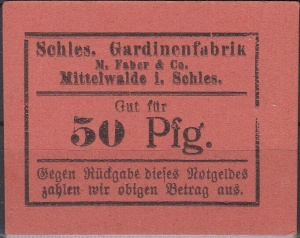 Schles. Gardinenfabrik
M. Faber & Co.
Mittelwalde i. Schles.
Gut für
50 Pfg.
Gegen Rückgabe dieses Notgeldes
zahlen wir obigen Betrag aus.